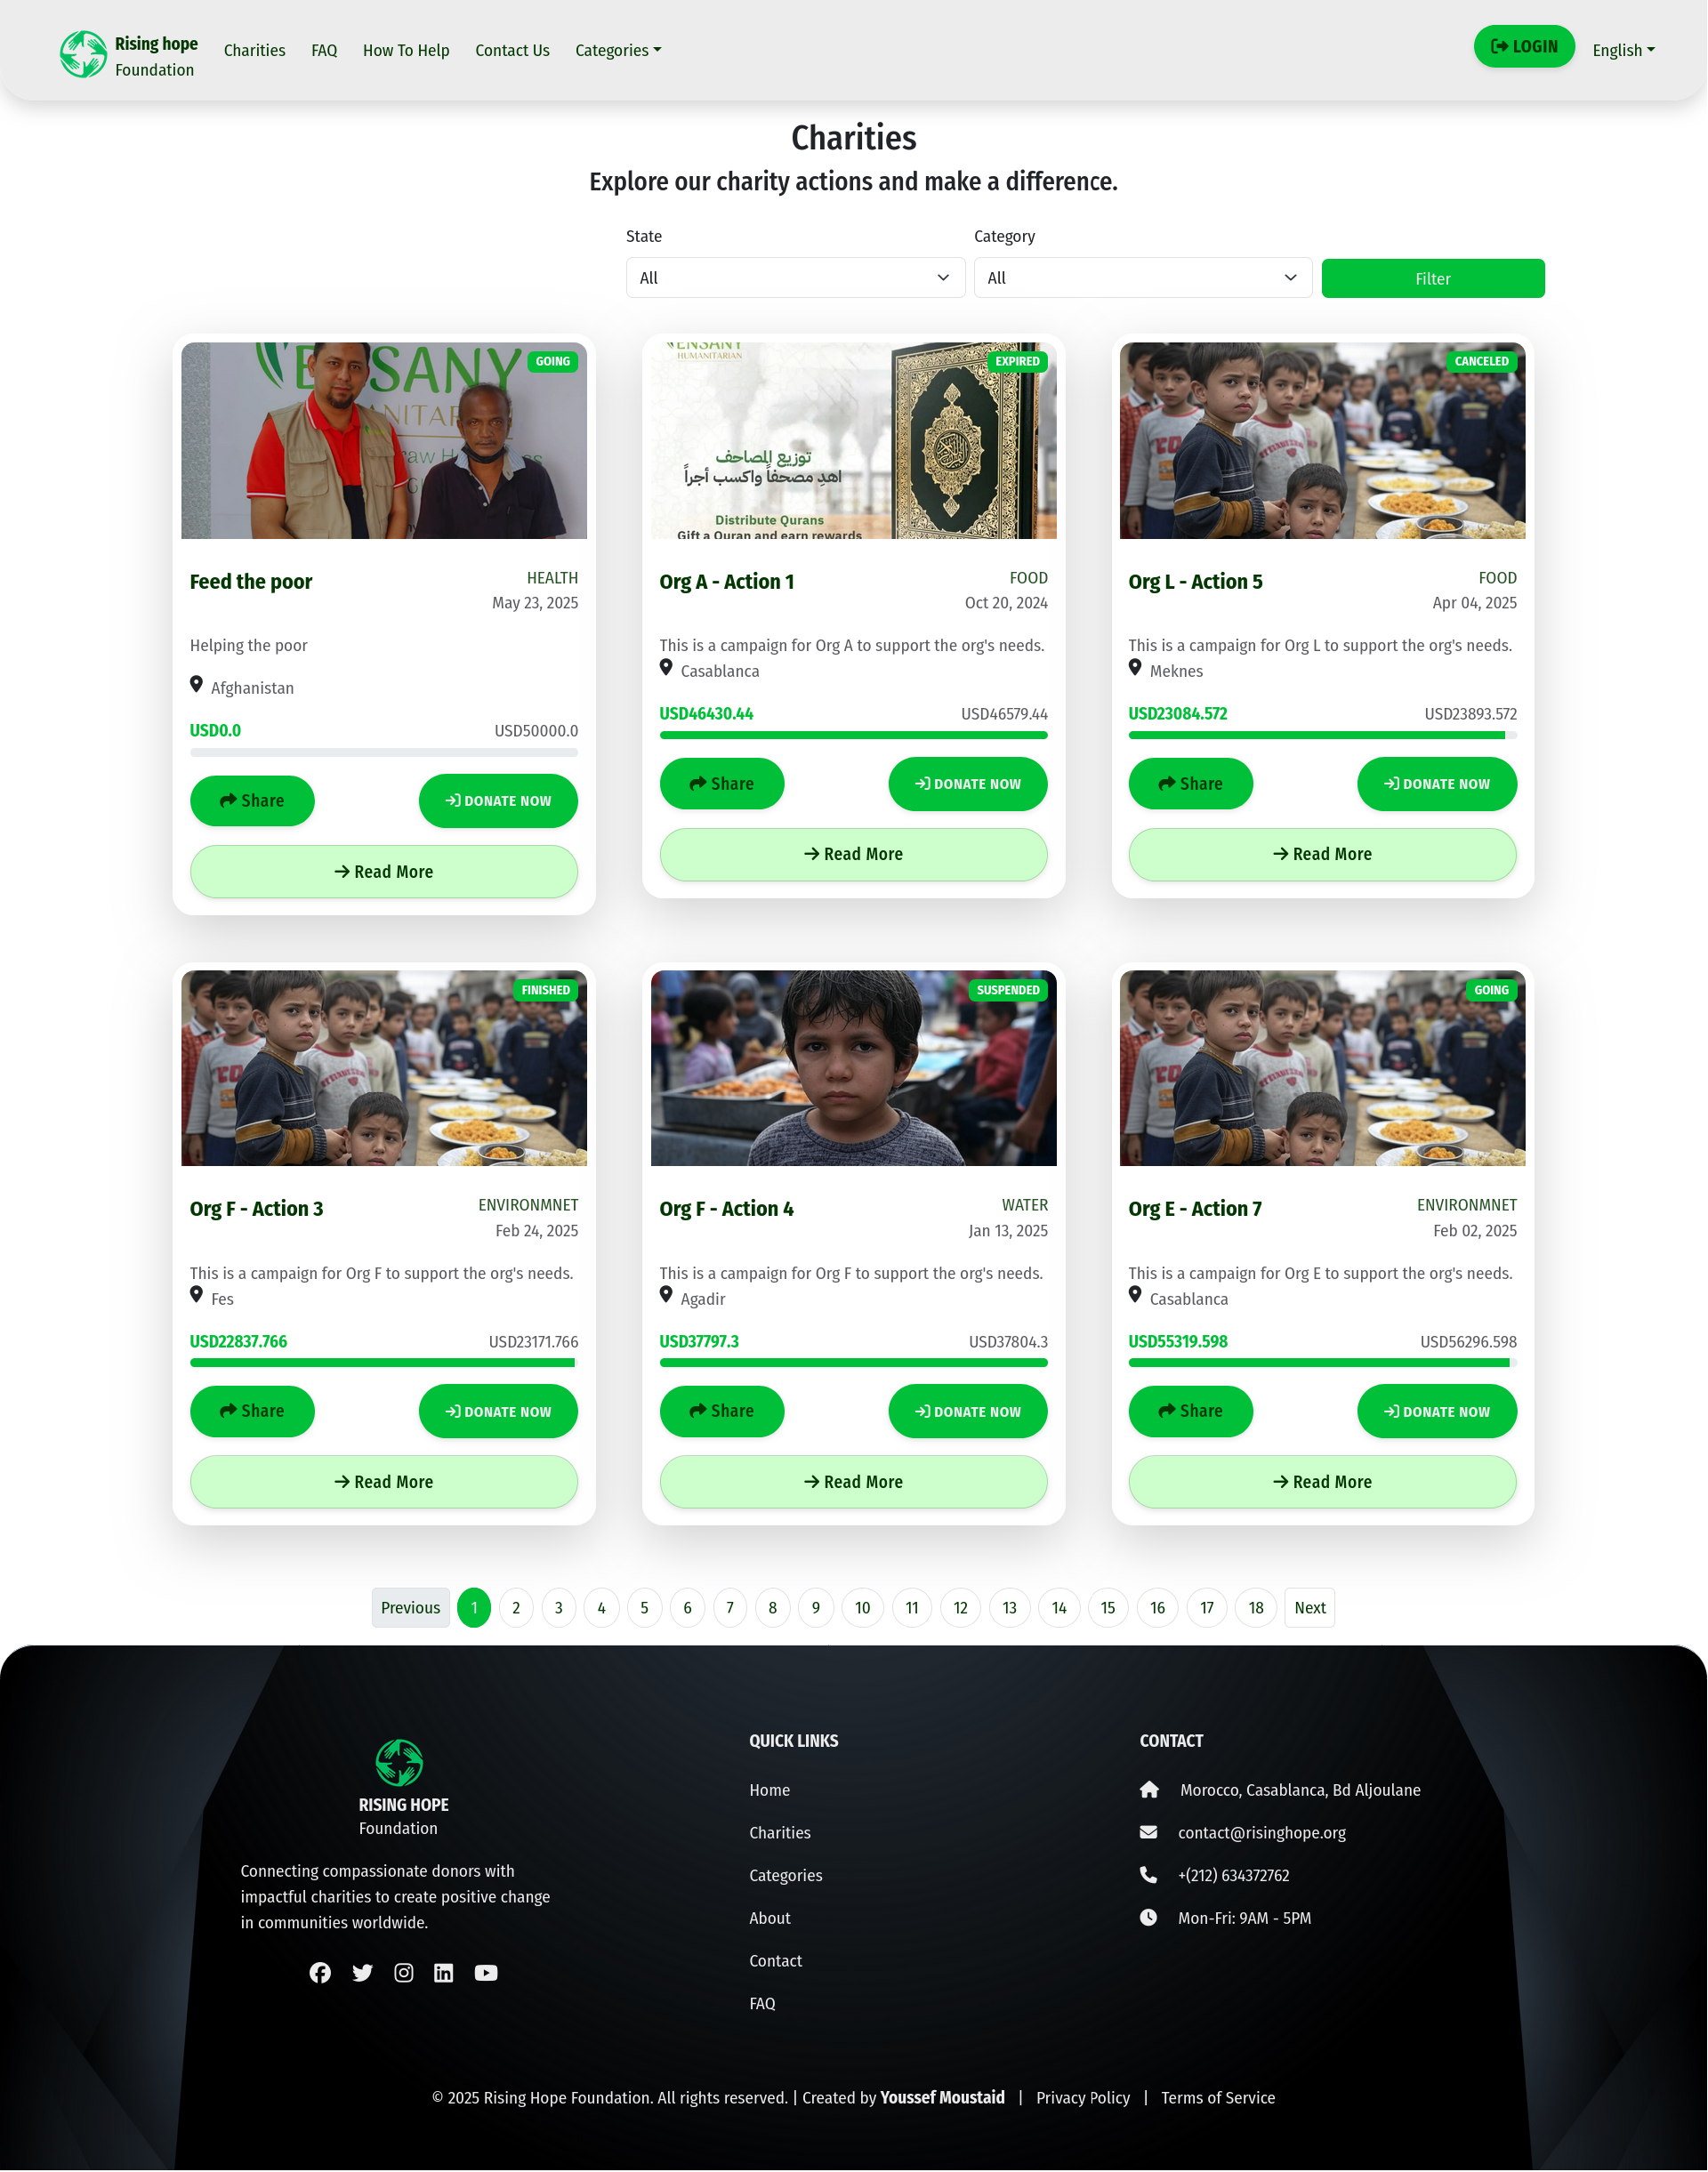 Rising hope
Foundation
Charities
FAQ
How To Help
Contact Us
Categories
LOGIN
English
Charities
Explore our charity actions and make a difference.
State
Category
All
All
Filter
GOING
ENSANY
Feed the poor
HEALTH
May 23, 2025
Helping the poor
Afghanistan
USD0.0
USD50000.0
Share
DONATE NOW
Read More
ENSANY
HUMANITARIAN
EXPIRED
توزيع المصاحف
اهدِ مصحفاً واكسب أجراً
Distribute Qurans
Gift a Quran and earn rewards
Org A - Action 1
FOOD
Oct 20, 2024
This is a campaign for Org A to support the org's needs.
Casablanca
USD46430.44
USD46579.44
Share
DONATE NOW
Read More
CANCELED
Org L - Action 5
FOOD
Apr 04, 2025
This is a campaign for Org L to support the org's needs.
Meknes
USD23084.572
USD23893.572
Share
DONATE NOW
Read More
FINISHED
Org F - Action 3
ENVIRONMNET
Feb 24, 2025
This is a campaign for Org F to support the org's needs.
Fes
USD22837.766
USD23171.766
Share
DONATE NOW
Read More
SUSPENDED
Org F - Action 4
WATER
Jan 13, 2025
This is a campaign for Org F to support the org's needs.
Agadir
USD37797.3
USD37804.3
Share
DONATE NOW
Read More
GOING
Org E - Action 7
ENVIRONMNET
Feb 02, 2025
This is a campaign for Org E to support the org's needs.
Casablanca
USD55319.598
USD56296.598
Share
DONATE NOW
Read More
Previous 1 2 3 4 5 6 7 8 9 10 11 12 13 14 15 16 17 18 Next
RISING HOPE
Foundation
Connecting compassionate donors with
impactful charities to create positive change
in communities worldwide.
QUICK LINKS
Home
Charities
Categories
About
Contact
FAQ
CONTACT
Morocco, Casablanca, Bd Aljoulane
contact@risinghope.org
+(212) 634372762
Mon-Fri: 9AM - 5PM
© 2025 Rising Hope Foundation. All rights reserved. | Created by Youssef Moustaid | Privacy Policy | Terms of Service